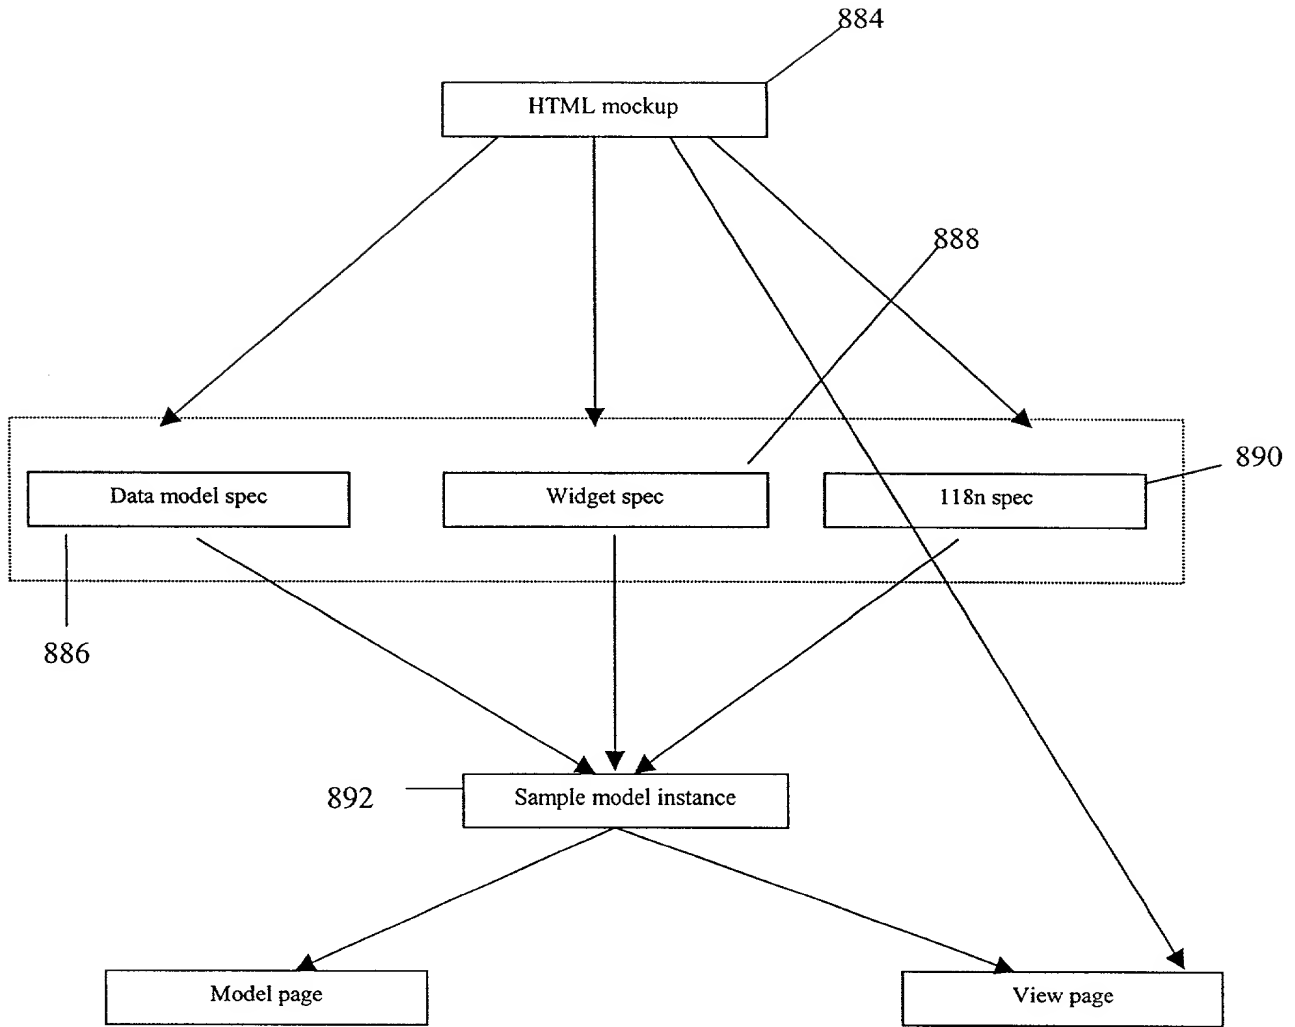 884
HTML mockup
888
890
Data model spec
Widget spec
118n spec
886
892
Sample model instance
Model page
View page